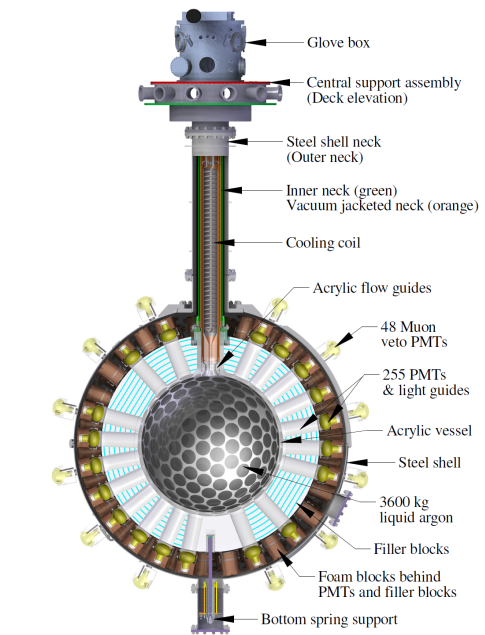 Glove box
Central support assembly
(Deck elevation)
Steel shell neck
(Outer neck)
Inner neck (green)
Vacuum jacketed neck (orange)
Cooling coil
Acrylic flow guides
48 Muon
veto PMTs
255 PMTs
& light guides
Acrylic vessel
Steel shell
3600 kg
liquid argon
Filler blocks
Foam blocks behind
PMTs and filler blocks
Bottom spring support